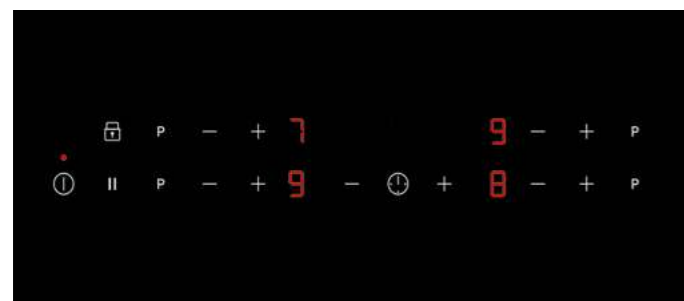 P − + 7 9 − + P
P − + 9 − + 8 − + P